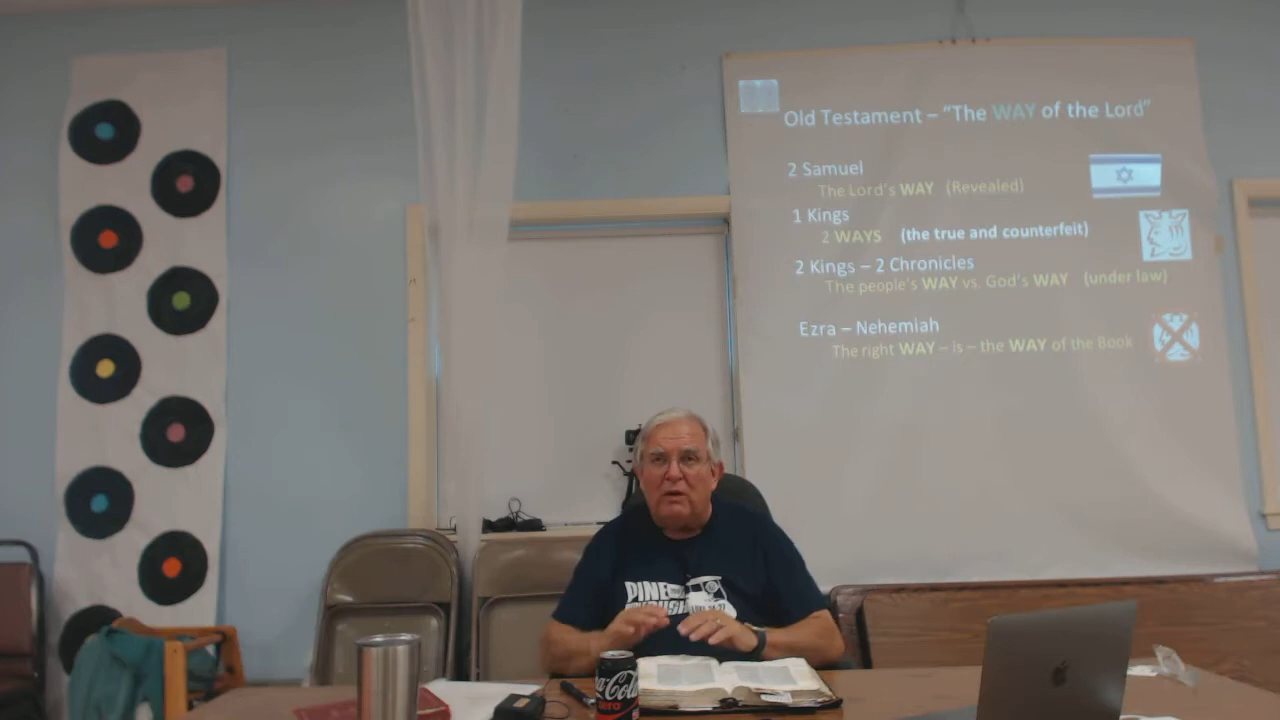 Old Testament – "The WAY of the Lord"
2 Samuel
The Lord's WAY (Revealed)
1 Kings
2 WAYS (the true and counterfeit)
2 Kings – 2 Chronicles
The people's WAY vs. God's WAY (under law)
Ezra – Nehemiah
The right WAY – is – the WAY of the Book
PINE
Coca-Cola
zero